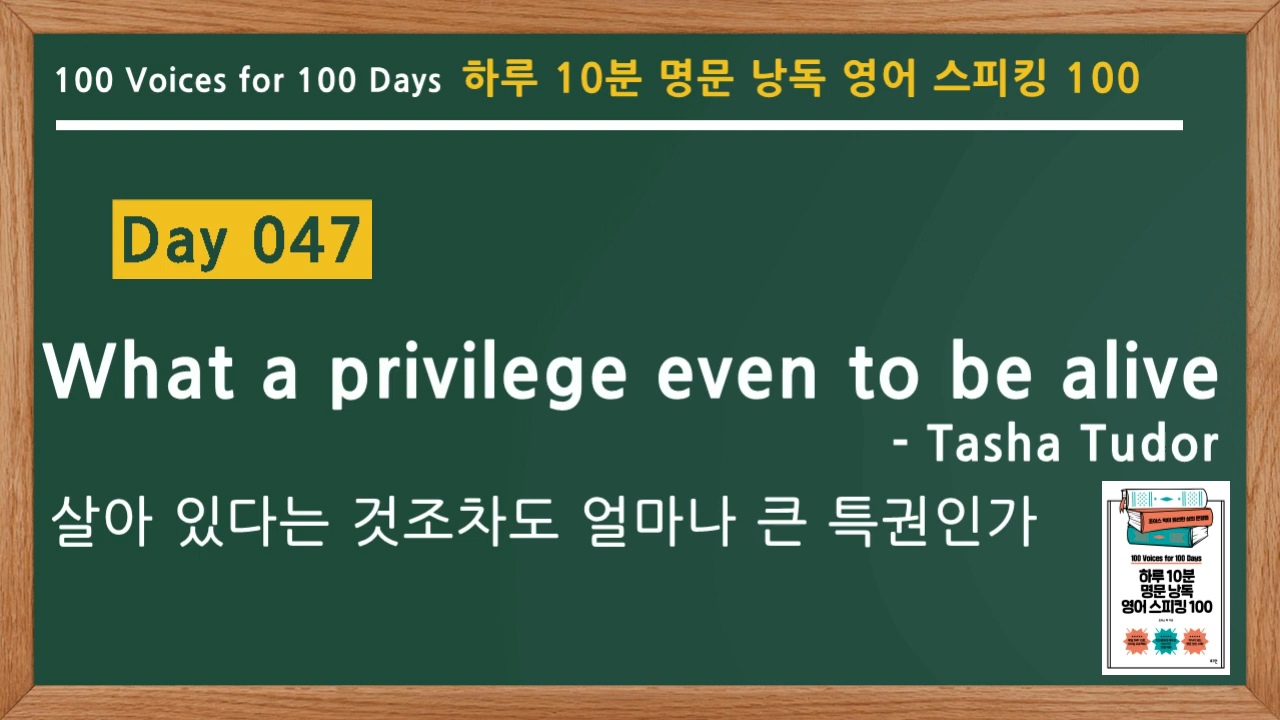 100 Voices for 100 Days 하루 10분 명문 낭독 영어 스피킹 100
Day 047
What a privilege even to be alive
- Tasha Tudor
살아 있다는 것조차도 얼마나 큰 특권인가
100 Voices for 100 Days
하루 10분
명문 낭독
영어 스피킹 100